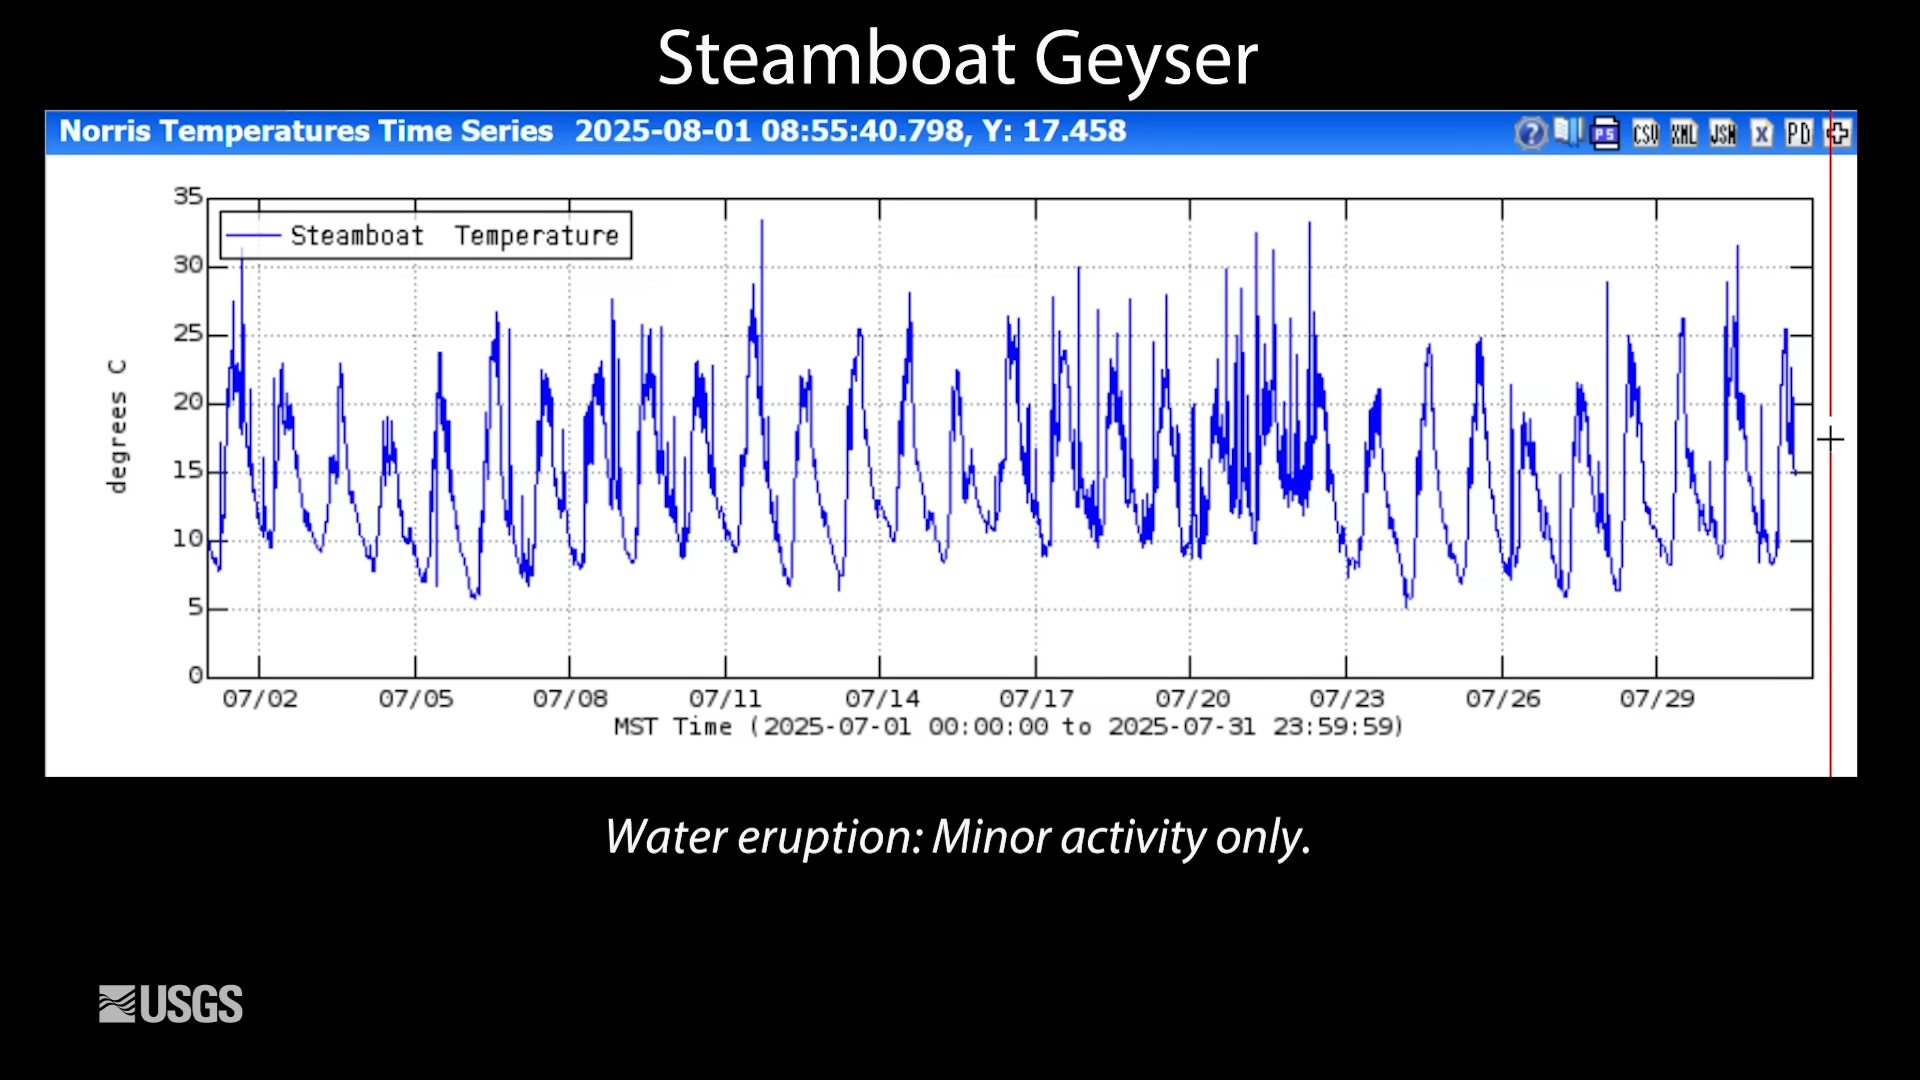 Steamboat Geyser
Norris Temperatures Time Series 2025-08-01 08:55:40.798, Y: 17.458
? PS CSV XML JSN X PD
35
Steamboat Temperature
30
25
20
15
10
5
0
degrees C
07/02 07/05 07/08 07/11 07/14 07/17 07/20 07/23 07/26 07/29
MST Time (2025-07-01 00:00:00 to 2025-07-31 23:59:59)
Water eruption: Minor activity only.
USGS